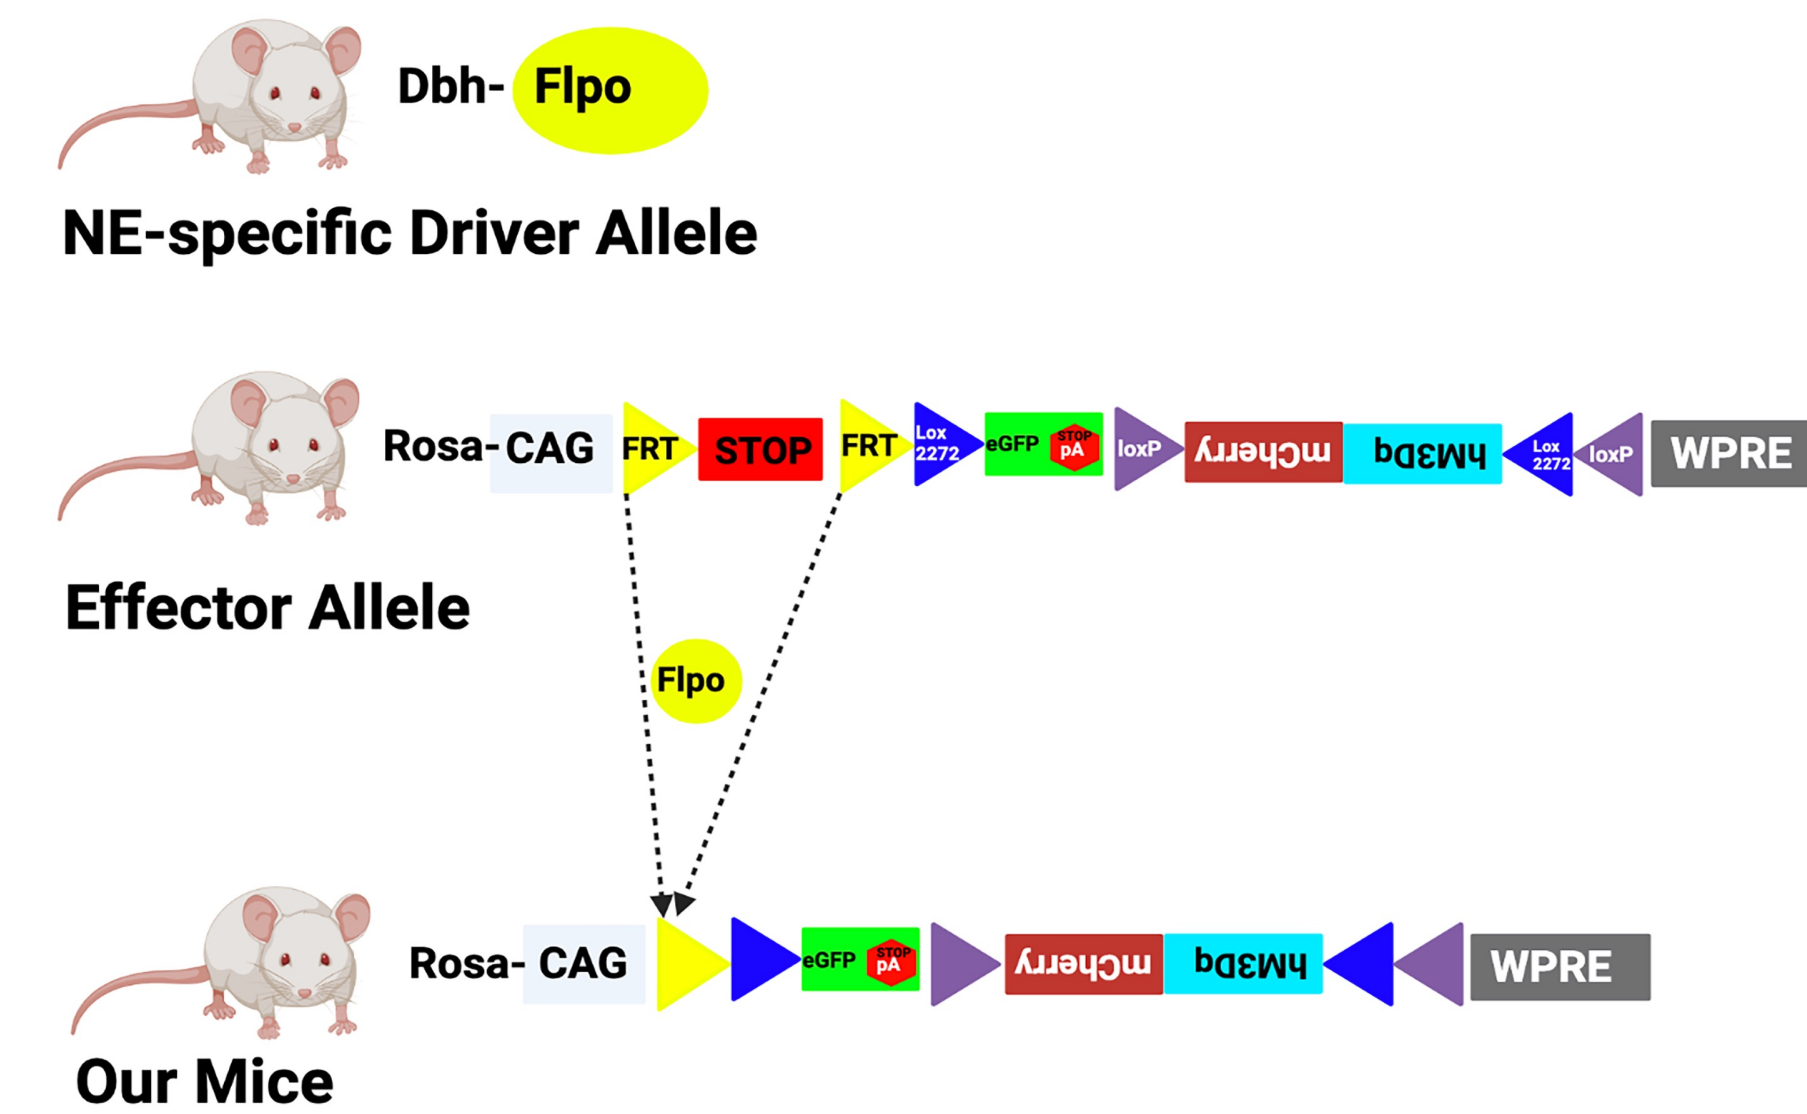 Dbh- Flpo
NE-specific Driver Allele
Rosa- CAG FRT STOP FRT Lox 2272 eGFP STOP pA loxP mCherry hM3Dq Lox 2272 loxP WPRE
Effector Allele
Flpo
Rosa- CAG eGFP STOP pA mCherry hM3Dq WPRE
Our Mice